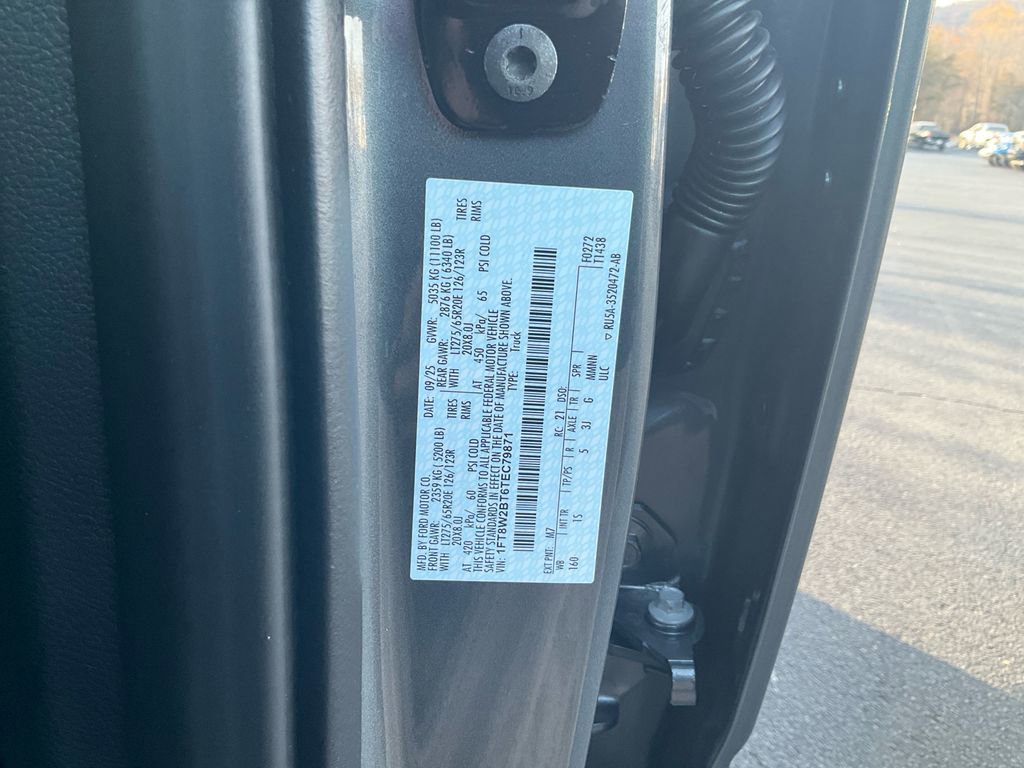 10.9
MFD. BY FORD MOTOR CO. DATE: 09/25 GVWR: 5035 KG (11100 LB)
FRONT GAWR: 2359 KG ( 5200 LB) REAR GAWR: 2876 KG ( 6340 LB)
WITH LT275/65R20E 126/123R TIRES WITH LT275/65R20E 126/123R TIRES
20X8.0J RIMS 20X8.0J RIMS
AT 420 kPa/ 60 PSI COLD AT 450 kPa/ 65 PSI COLD
THIS VEHICLE CONFORMS TO ALL APPLICABLE FEDERAL MOTOR VEHICLE
SAFETY STANDARDS IN EFFECT ON THE DATE OF MANUFACTURE SHOWN ABOVE.
VIN: 1FT8W2BT6TEC79871 TYPE: Truck
EXT PNT: M7 RC: 21 DSO: F0272
WB INT TR TP/PS R AXLE TR SPR T1438
160 1S 5 3J G MMMN
ULC RU5A-3520472-AB